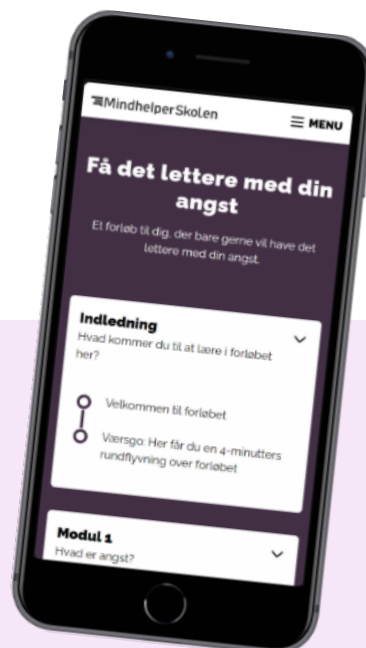 MindhelperSkolen
MENU
Få det lettere med din
angst
Et forløb til dig, der bare gerne vil have det
lettere med din angst.
Indledning
Hvad kommer du til at lære i forløbet
her?
Velkommen til forløbet
Værsgo: Her får du en 4-minutters
rundflyvning over forløbet
Modul 1
Hvad er angst?